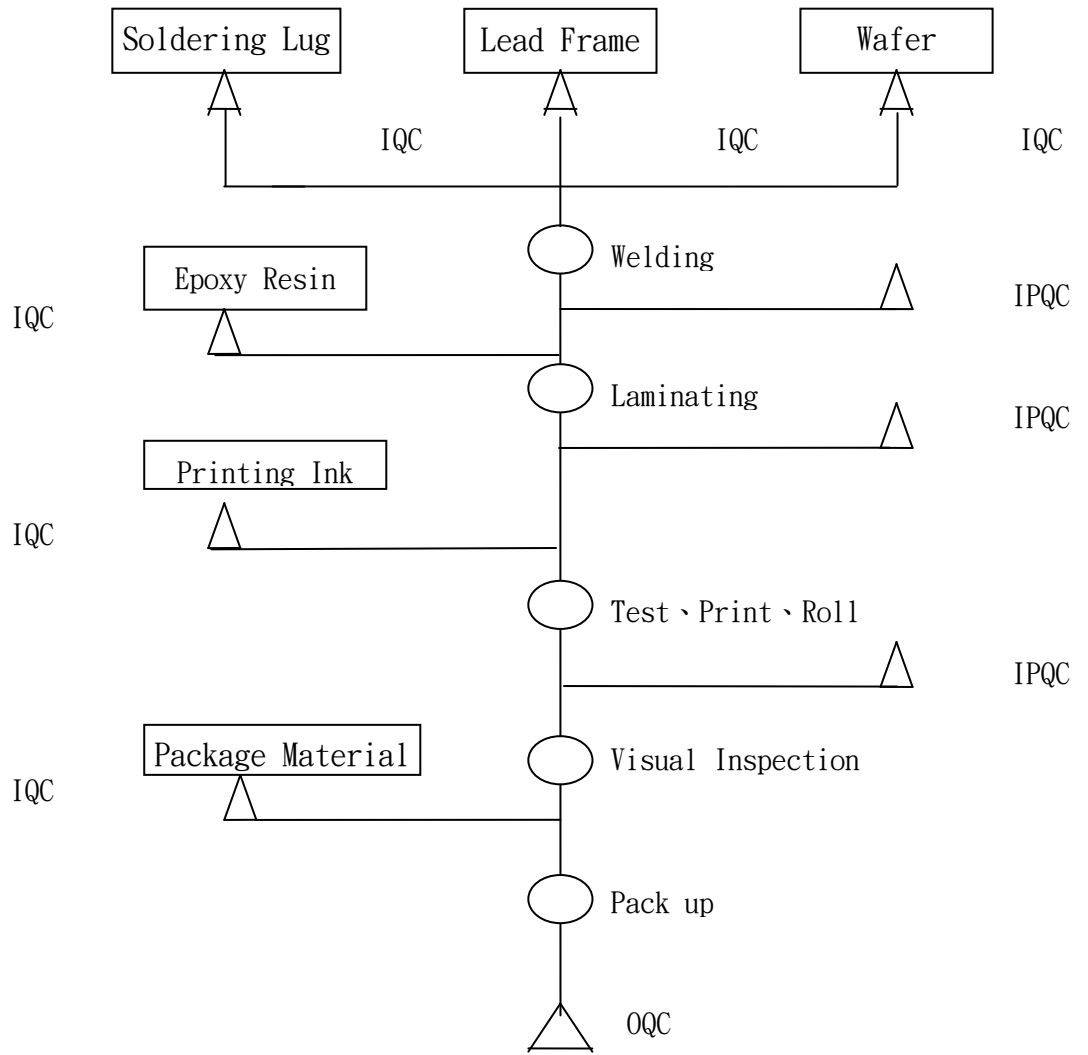 Soldering Lug
Lead Frame
Wafer
IQC
IQC
IQC
Welding
Epoxy Resin
IPQC
IQC
Laminating
IPQC
Printing Ink
IQC
Test、Print、Roll
IPQC
Visual Inspection
Package Material
IQC
Pack up
OQC